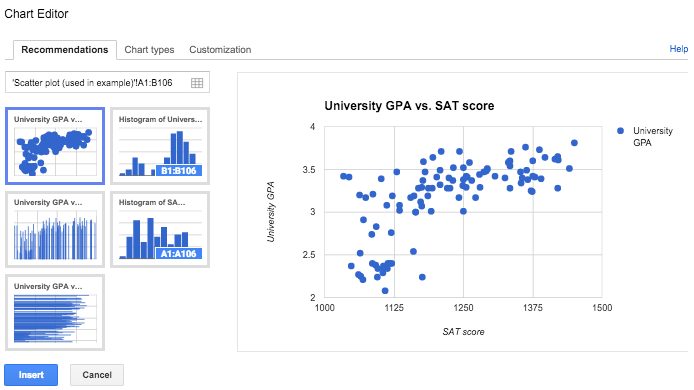 Chart Editor
Recommendations Chart types Customization Help
'Scatter plot (used in example)'!A1:B106
University GPA v...
Histogram of Univers...
B1:B106
University GPA v...
Histogram of SA...
A1:A106
University GPA v...
University GPA vs. SAT score
University GPA
4
3.5
3
2.5
2
1000 1125 1250 1375 1500
SAT score
University
GPA
Insert Cancel